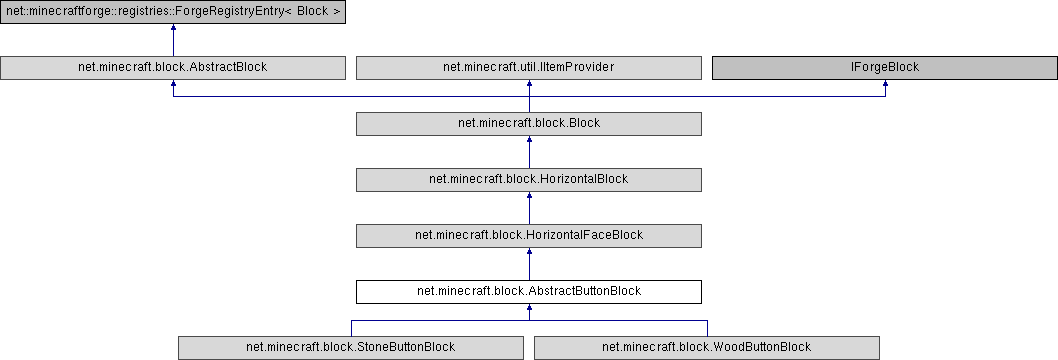 net::minecraftforge::registries::ForgeRegistryEntry< Block >
net.minecraft.block.AbstractBlock
net.minecraft.util.IItemProvider
IForgeBlock
net.minecraft.block.Block
net.minecraft.block.HorizontalBlock
net.minecraft.block.HorizontalFaceBlock
net.minecraft.block.AbstractButtonBlock
net.minecraft.block.StoneButtonBlock
net.minecraft.block.WoodButtonBlock